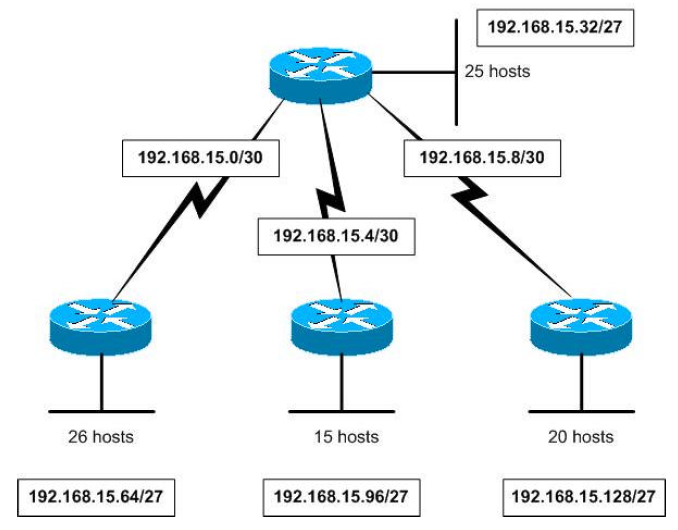 192.168.15.32/27
25 hosts
192.168.15.0/30
192.168.15.8/30
192.168.15.4/30
26 hosts
15 hosts
20 hosts
192.168.15.64/27
192.168.15.96/27
192.168.15.128/27